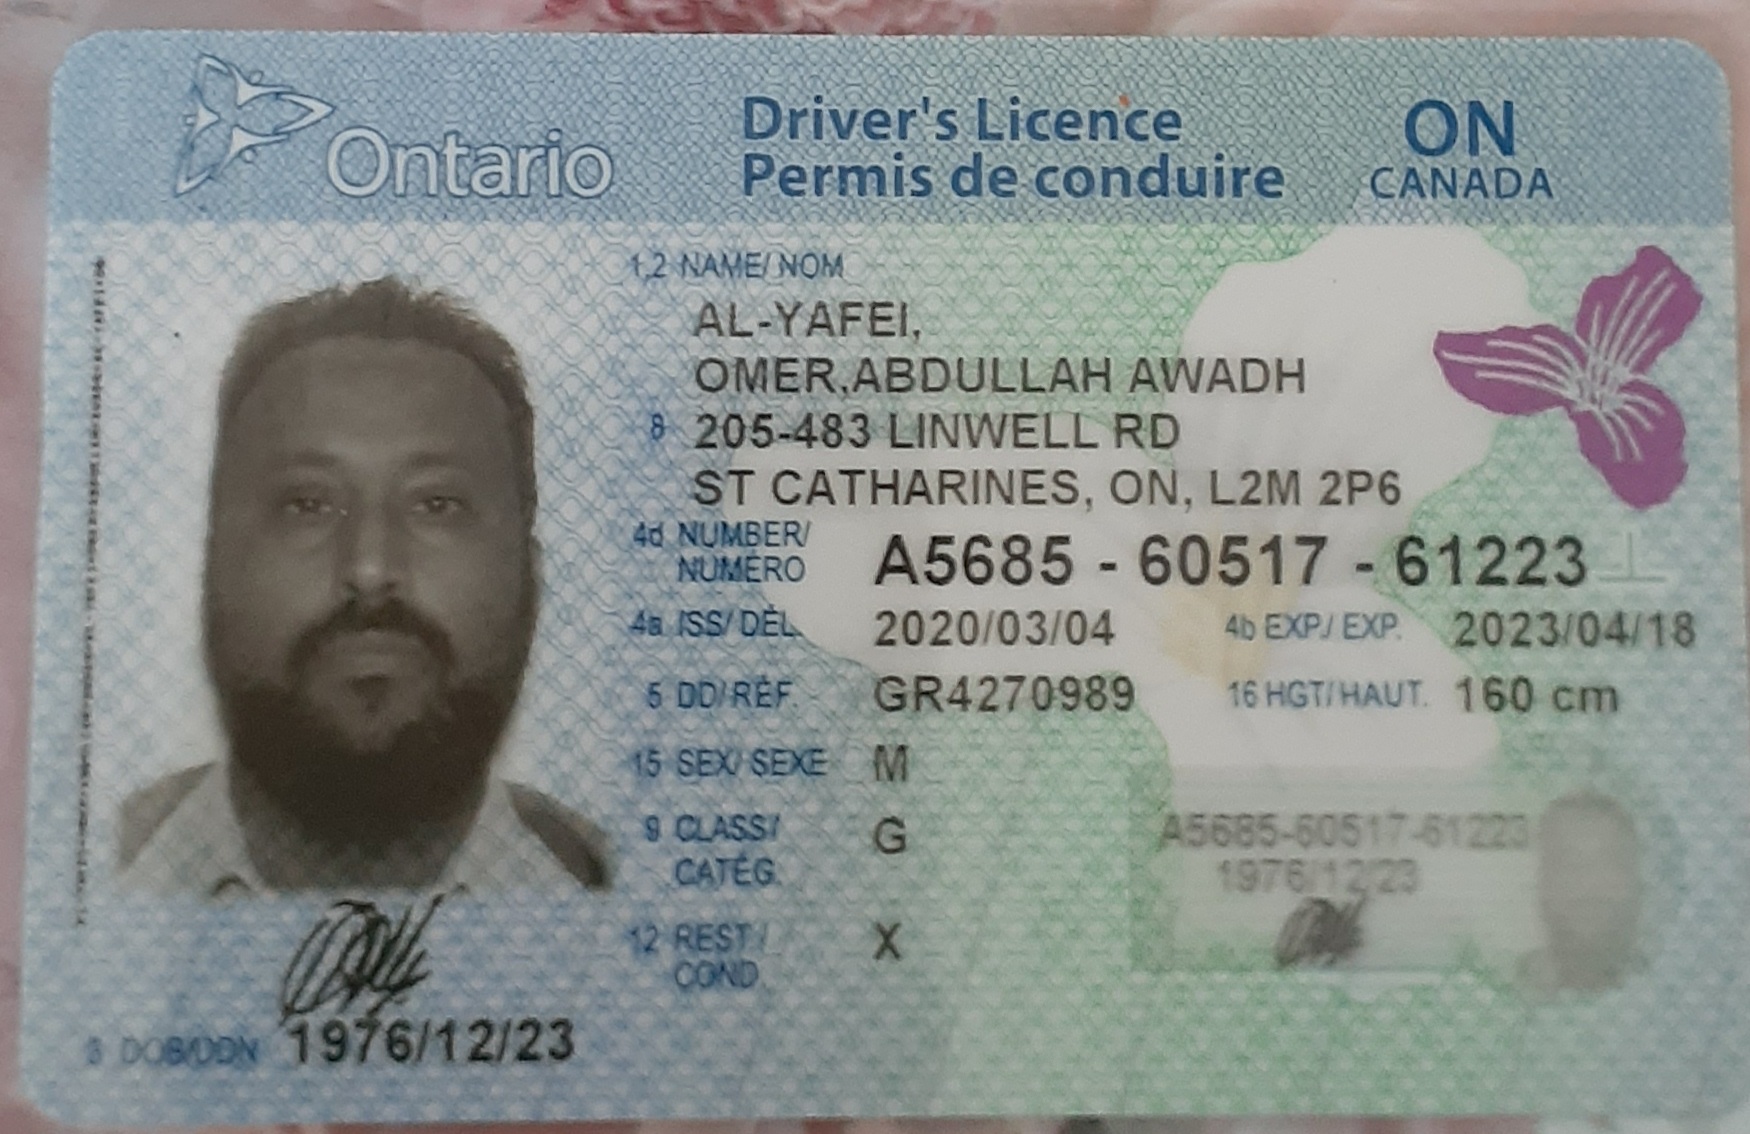 Ontario
Driver's Licence
Permis de conduire
ON
CANADA
1,2 NAME/ NOM
AL-YAFEI,
OMER,ABDULLAH AWADH
8 205-483 LINWELL RD
ST CATHARINES, ON, L2M 2P6
4d NUMBER/
NUMÉRO
A5685 - 60517 - 61223
4a ISS/ DÉL. 2020/03/04 4b EXP./ EXP. 2023/04/18
5 DD/RÉF. GR4270989 16 HGT/HAUT. 160 cm
15 SEX/ SEXE M
9 CLASS/
CATÉG. G
12 REST /
COND. X
A5685-60517-61223
1976/12/23
3 DOB/DDN 1976/12/23